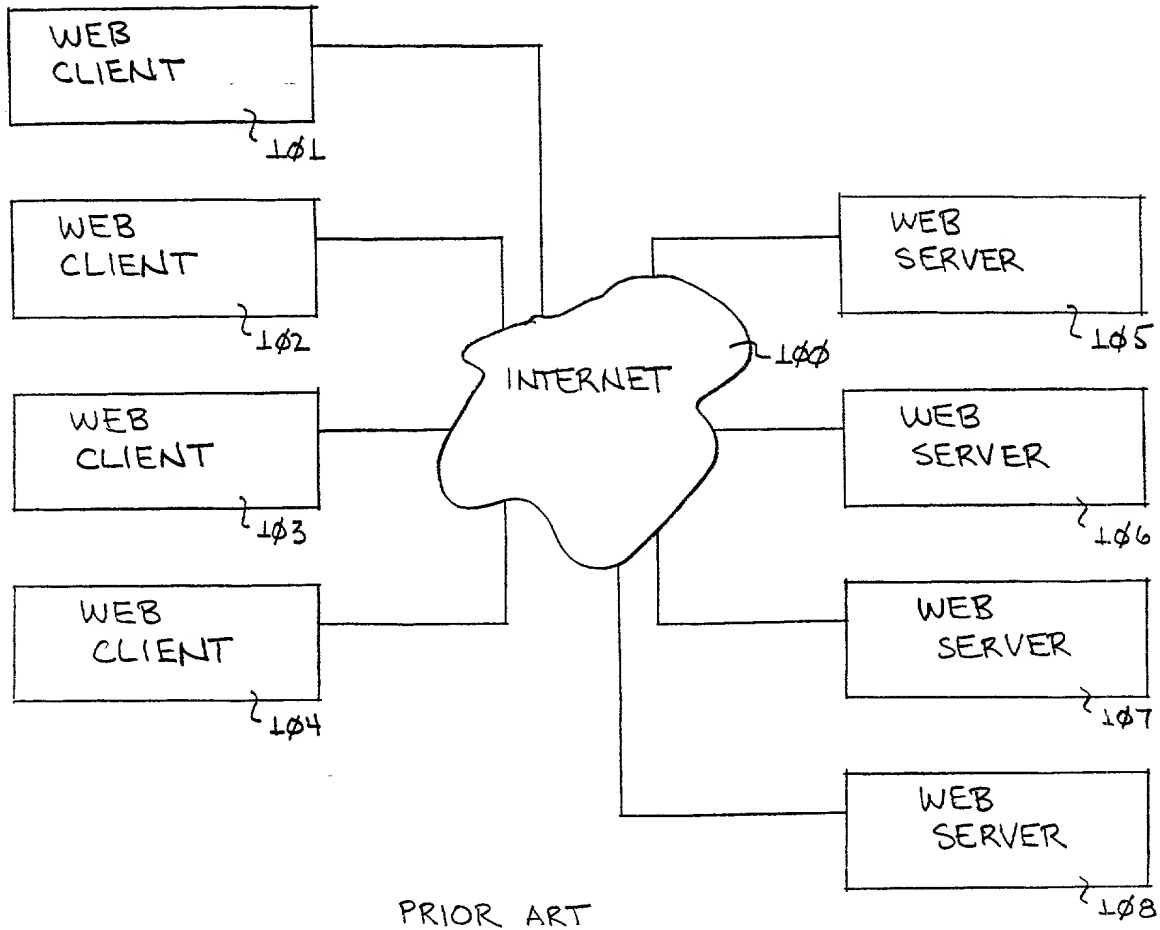 WEB
CLIENT
101
WEB
CLIENT
102
WEB
CLIENT
103
WEB
CLIENT
104
INTERNET
100
WEB
SERVER
105
WEB
SERVER
106
WEB
SERVER
107
WEB
SERVER
108
PRIOR ART